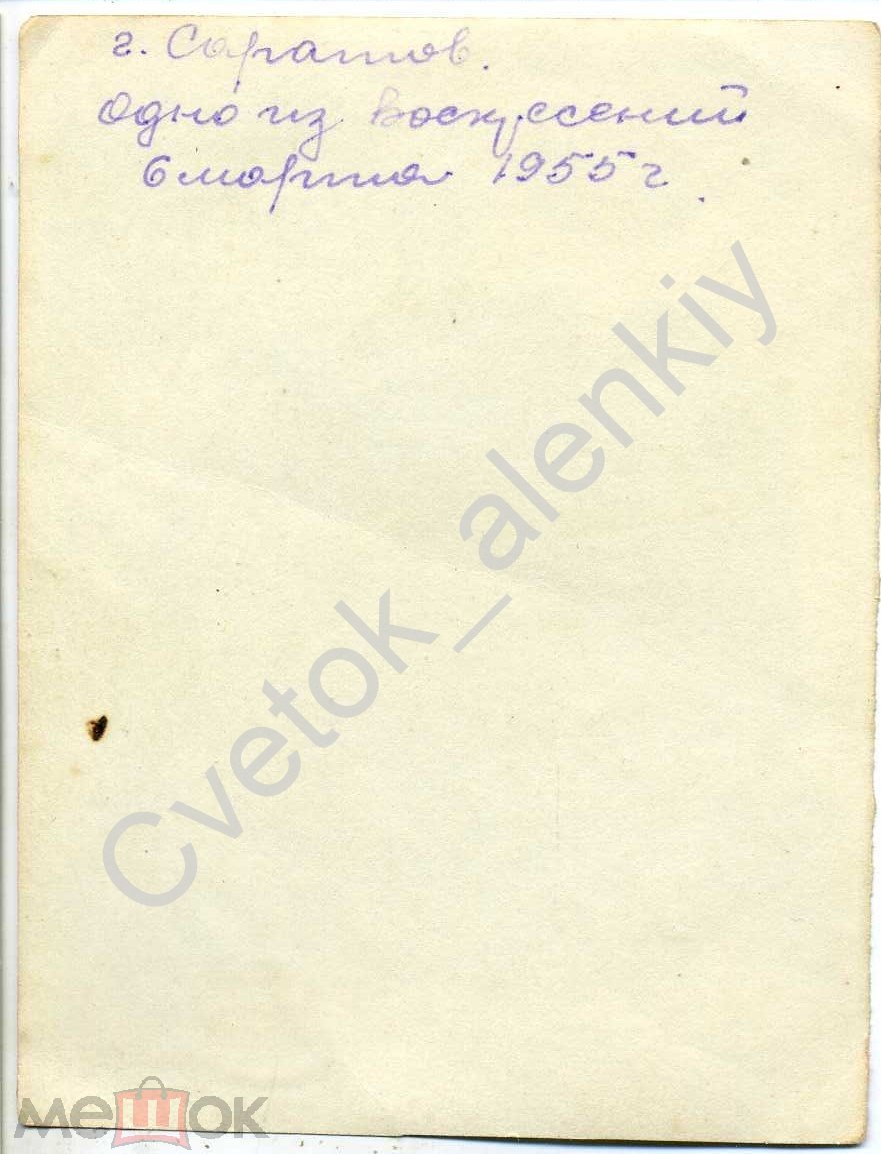 г. Саратов.
Одно из воскресений
6 марта 1955 г.
Cvetok_alenkiy
мешок